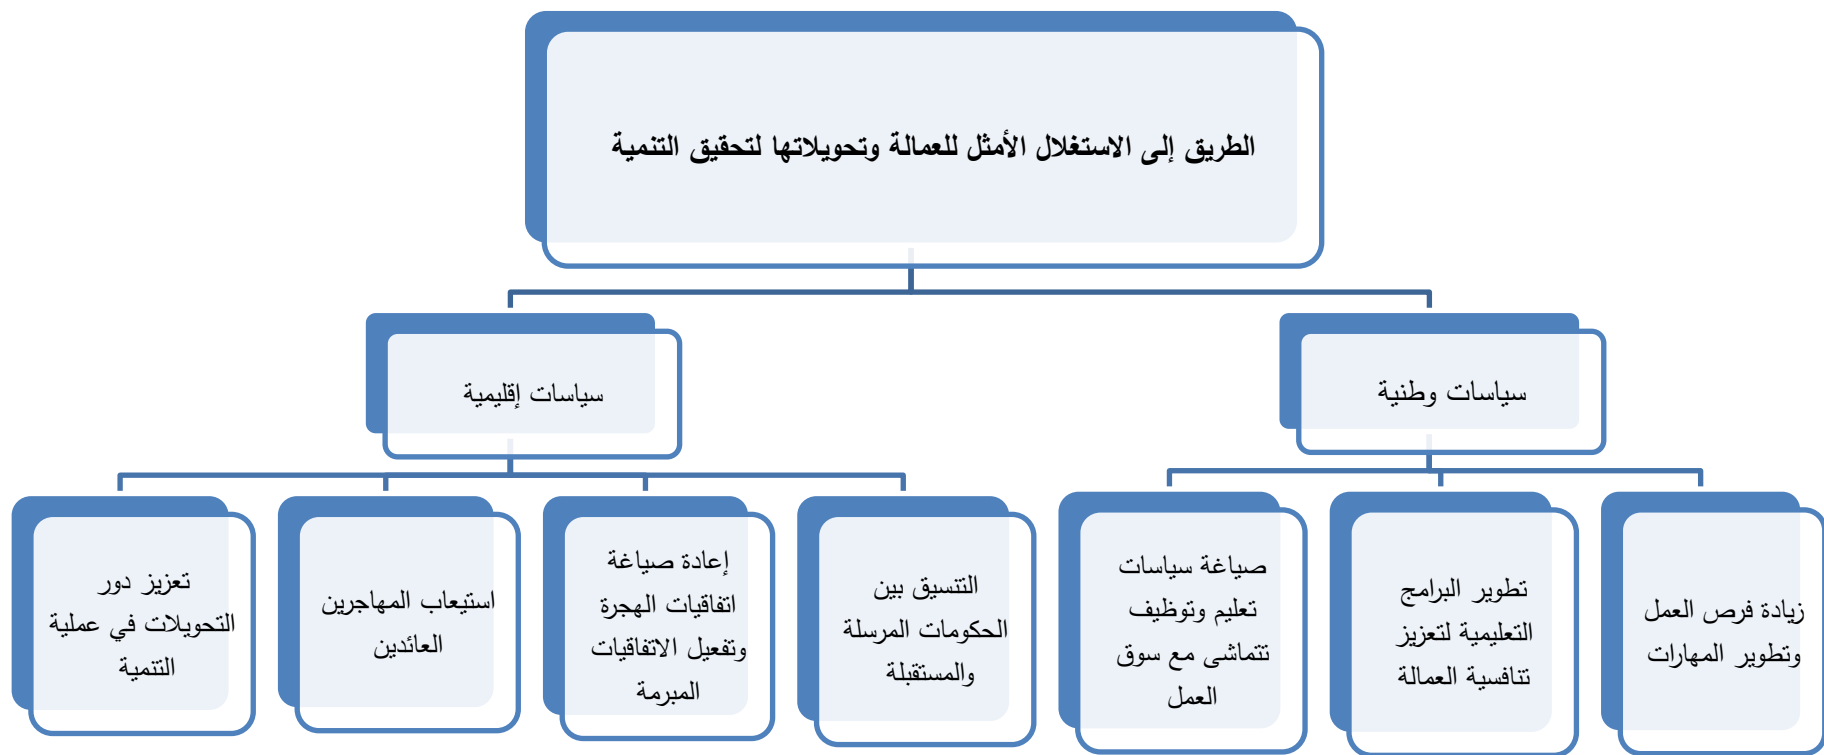 الطريق إلى الاستغلال الأمثل للعمالة وتحويلاتها لتحقيق التنمية
سياسات وطنية
سياسات إقليمية
زيادة فرص العمل
وتطوير المهارات
تطوير البرامج
التعليمية لتعزيز
تنافسية العمالة
صياغة سياسات
تعليم وتوظيف
تتماشى مع سوق
العمل
التنسيق بين
الحكومات المرسلة
والمستقبلة
إعادة صياغة
اتفاقيات الهجرة
وتفعيل الاتفاقيات
المبرمة
استيعاب المهاجرين
العائدين
تعزيز دور
التحويلات في عملية
التنمية